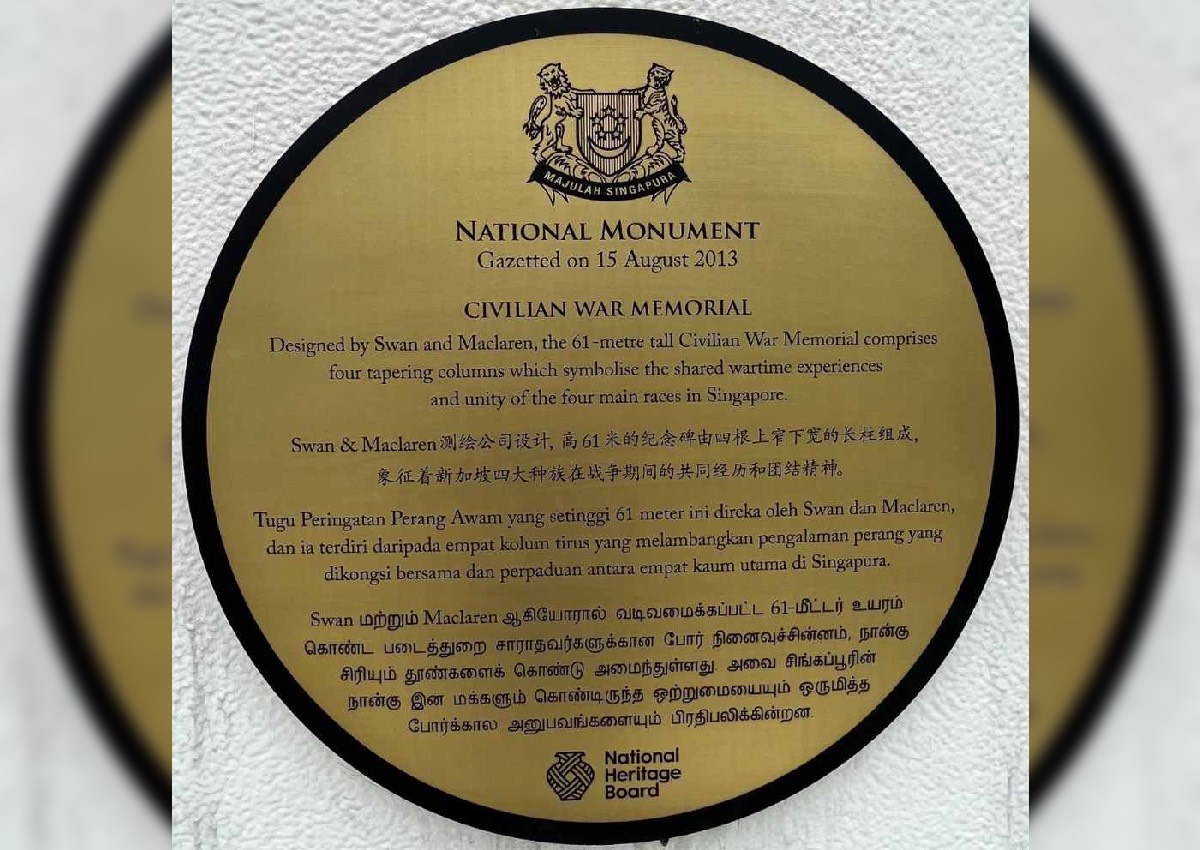 MAJULAH SINGAPURA
NATIONAL MONUMENT
Gazetted on 15 August 2013
CIVILIAN WAR MEMORIAL
Designed by Swan and Maclaren, the 61-metre tall Civilian War Memorial comprises
four tapering columns which symbolise the shared wartime experiences
and unity of the four main races in Singapore.
Swan & Maclaren测绘公司设计, 高61米的纪念碑由四根上窄下宽的长柱组成,
象征着新加坡四大种族在战争期间的共同经历和团结精神。
Tugu Peringatan Perang Awam yang setinggi 61 meter ini direka oleh Swan dan Maclaren,
dan ia terdiri daripada empat kolum tirus yang melambangkan pengalaman perang yang
dikongsi bersama dan perpaduan antara empat kaum utama di Singapura.
Swan மற்றும் Maclaren ஆகியோரால் வடிவமைக்கப்பட்ட 61-மீட்டர் உயரம்
கொண்ட படைத்துறை சாராதவர்களுக்கான போர் நினைவுச்சின்னம், நான்கு
சிரியும் தூண்களைக் கொண்டு அமைந்துள்ளது. அவை சிங்கப்பூரின்
நான்கு இன மக்களும் கொண்டிருந்த ஒற்றுமையையும் ஒருமித்த
போர்க்கால அனுபவங்களையும் பிரதிபலிக்கின்றன.
National
Heritage
Board